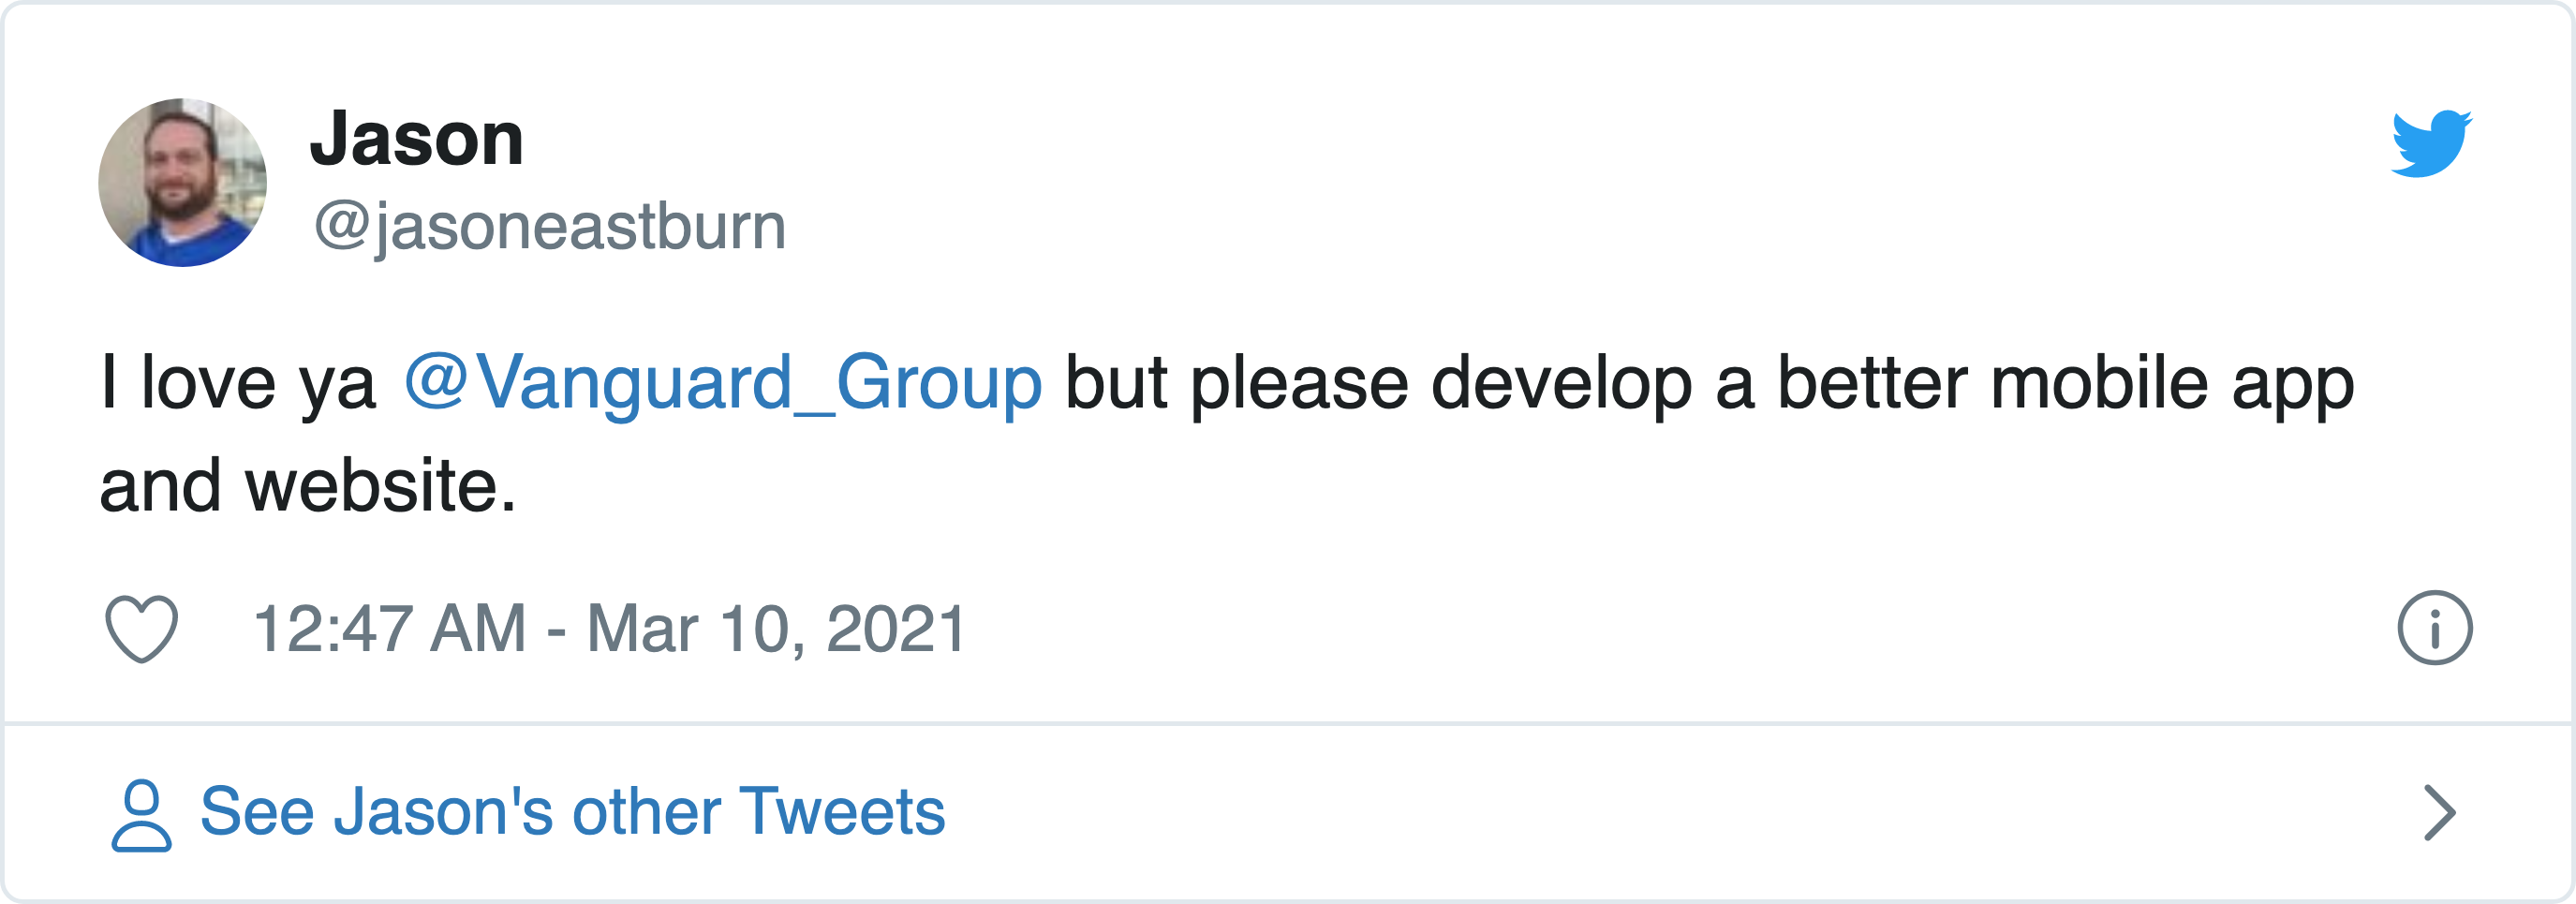 Jason
@jasoneastburn
I love ya @Vanguard_Group but please develop a better mobile app
and website.
12:47 AM - Mar 10, 2021
See Jason's other Tweets